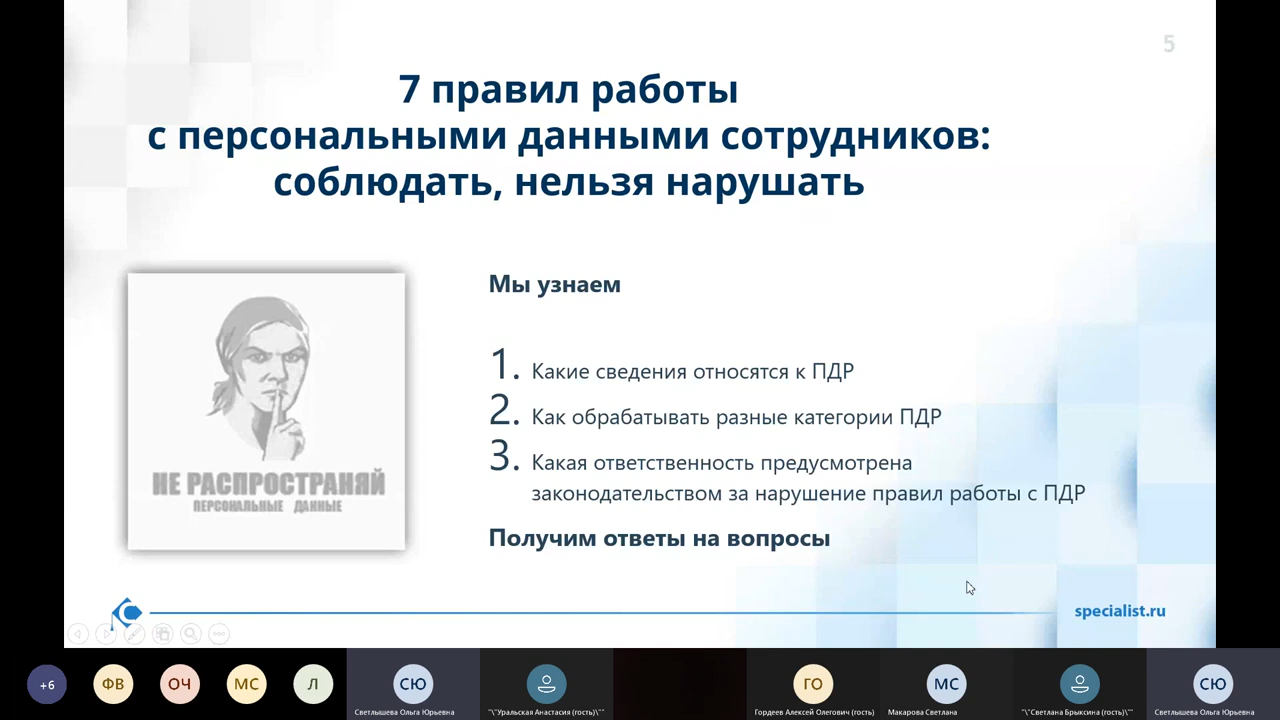 5
7 правил работы
с персональными данными сотрудников:
соблюдать, нельзя нарушать
Мы узнаем
1. Какие сведения относятся к ПДР
2. Как обрабатывать разные категории ПДР
3. Какая ответственность предусмотрена
законодательством за нарушение правил работы с ПДР
Получим ответы на вопросы
НЕ РАСПРОСТРАНЯЙ
ПЕРСОНАЛЬНЫЕ ДАННЫЕ
specialist.ru
+6
ФВ
ОЧ
МС
Л
СЮ
Светлышева Ольга Юрьевна
"\"Уральская Анастасия (гость)\""
ГО
Гордеев Алексей Олегович (гость)
МС
Макарова Светлана
"\"Светлана Брыксина (гость)\""
СЮ
Светлышева Ольга Юрьевна